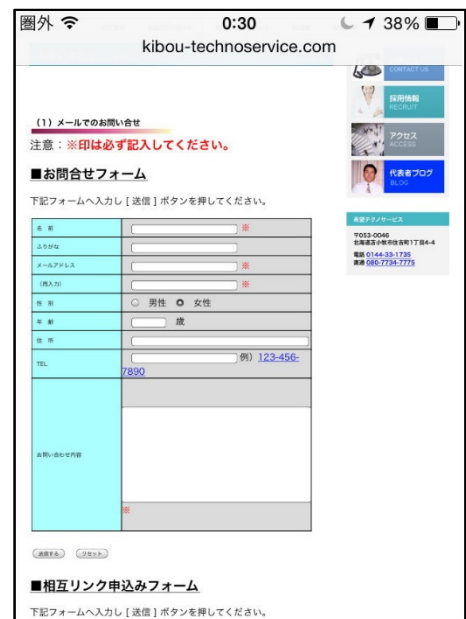 圏外 0:30 38%
kibou-technoservice.com
CONTACT US
採用情報
RECRUIT
アクセス
ACCESS
代表者ブログ
BLOG
希望テクノサービス
〒053-0046
北海道苫小牧市住吉町1丁目4-4
電話 0144-33-1735
直通 080-7734-7775
(1) メールでのお問い合せ
注意:※印は必ず記入してください。
■お問合せフォーム
下記フォームへ入力し [ 送信 ] ボタンを押してください。
名 前 ※
ふりがな
メールアドレス ※
(再入力) ※
性 別 男性 女性
年 齢 歳
住 所
TEL 例) 123-456-
7890
お問い合わせ内容
※
送信する リセット
■相互リンク申込みフォーム
下記フォームへ入力し [ 送信 ] ボタンを押してください。